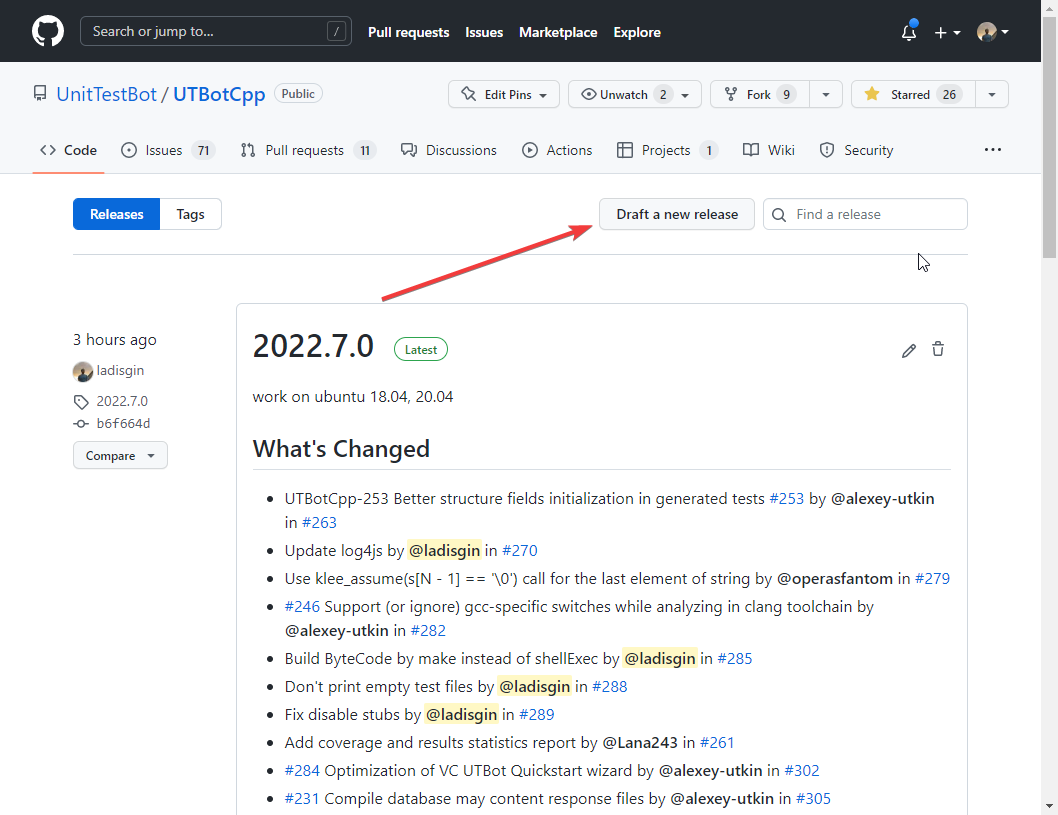 Search or jump to... /
Pull requests Issues Marketplace Explore
UnitTestBot / UTBotCpp Public
Edit Pins Unwatch 2 Fork 9 Starred 26
Code Issues 71 Pull requests 11 Discussions Actions Projects 1 Wiki Security ...
Releases Tags Draft a new release Find a release
3 hours ago
ladisgin
2022.7.0
b6f664d
Compare
2022.7.0 Latest
work on ubuntu 18.04, 20.04
What's Changed
• UTBotCpp-253 Better structure fields initialization in generated tests #253 by @alexey-utkin
in #263
• Update log4js by @ladisgin in #270
• Use klee_assume(s[N - 1] == '\0') call for the last element of string by @operasfantom in #279
• #246 Support (or ignore) gcc-specific switches while analyzing in clang toolchain by
@alexey-utkin in #282
• Build ByteCode by make instead of shellExec by @ladisgin in #285
• Don't print empty test files by @ladisgin in #288
• Fix disable stubs by @ladisgin in #289
• Add coverage and results statistics report by @Lana243 in #261
• #284 Optimization of VC UTBot Quickstart wizard by @alexey-utkin in #302
• #231 Compile database may content response files by @alexey-utkin in #305